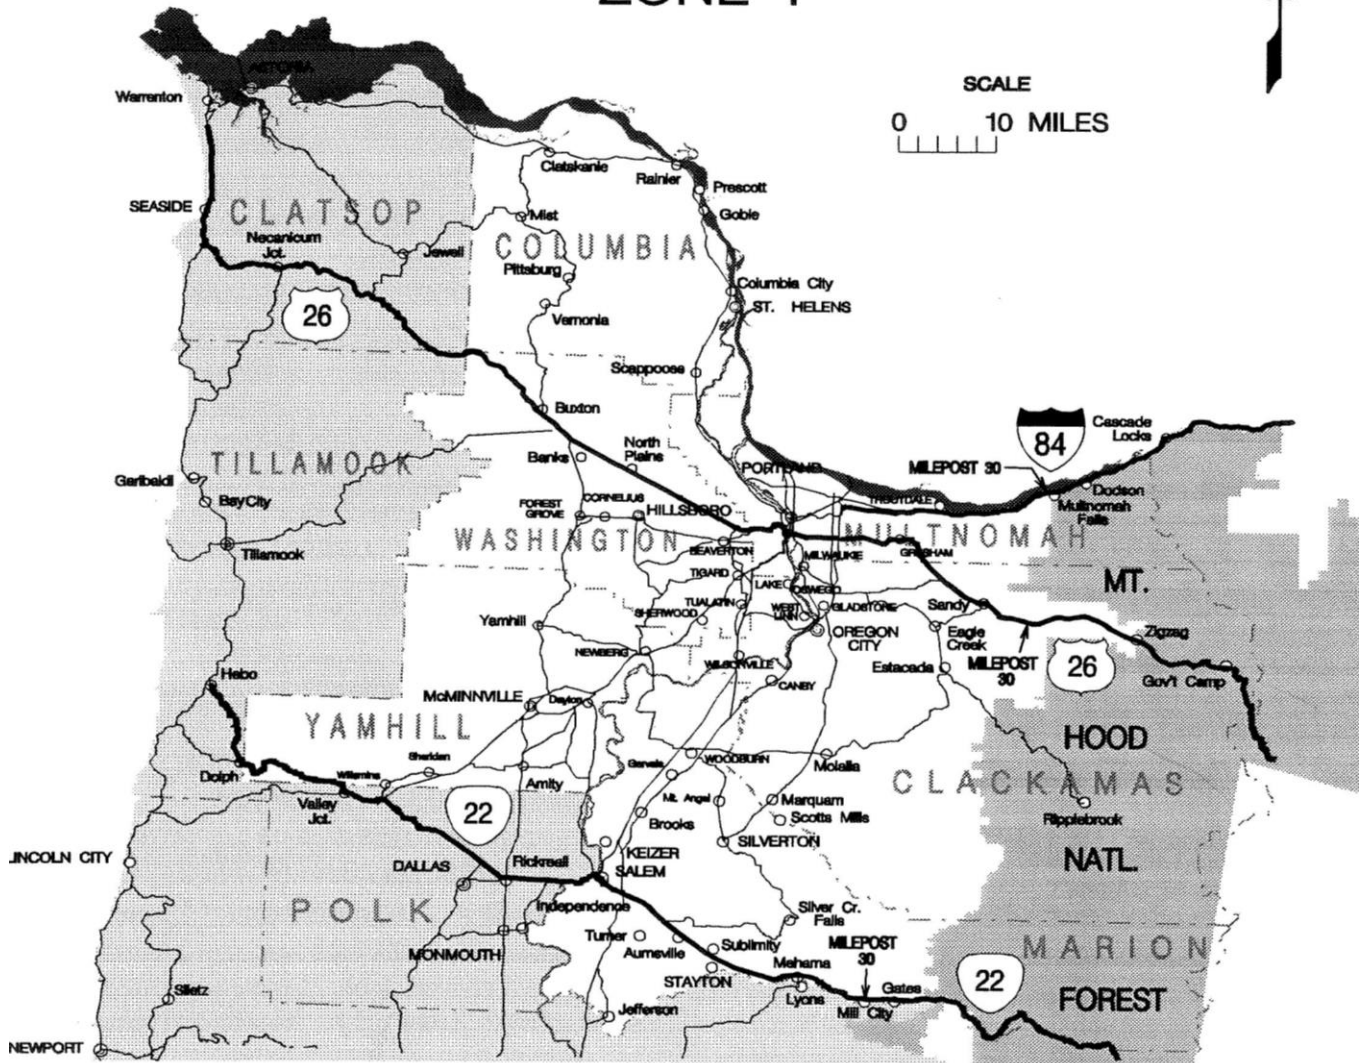 ZONE 1
SCALE
0 10 MILES
ASTORIA
Warrenton
Clatskanie
Rainier
Prescott
SEASIDE
CLATSOP
Goble
Mist
Necanicum
Jct.
Jewell
COLUMBIA
Pittsburg
Columbia City
26
Vernonia
ST. HELENS
Scappoose
Buxton
Cascade
Locks
84
North
Plains
Banks
TILLAMOOK
PORTLAND
MILEPOST 30
Garibaldi
Dodson
BayCity
CORNELIUS
TROUTDALE
Multnomah
Falls
FOREST
GROVE
HILLSBORO
WASHINGTON
MULTNOMAH
Tillamook
BEAVERTON
GRESHAM
MILWAUKIE
TIGARD
LAKE
OSWEGO
MT.
TUALATIN
SHERWOOD
WEST
LINN
GLADSTONE
Sandy
Yamhill
OREGON
CITY
Eagle
Creek
Zigzag
NEWBERG
WILSONVILLE
Estacada
MILEPOST
30
26
Hebo
CANBY
Gov't Camp
McMINNVILLE
Dayton
YAMHILL
HOOD
Sheridan
WOODBURN
Dolph
Willamina
Gervais
Molalla
Amity
CLACKAMAS
Valley
Jct.
22
Mt. Angel
Marquam
Brooks
Scotts Mills
Ripplebrook
LINCOLN CITY
DALLAS
Rickreall
KEIZER
SILVERTON
NATL.
SALEM
POLK
Independence
Silver Cr.
Falls
Turner
MONMOUTH
Aumsville
Sublimity
MILEPOST
30
MARION
STAYTON
Mehama
22
Siletz
Lyons
Gates
FOREST
Jefferson
Mill City
NEWPORT